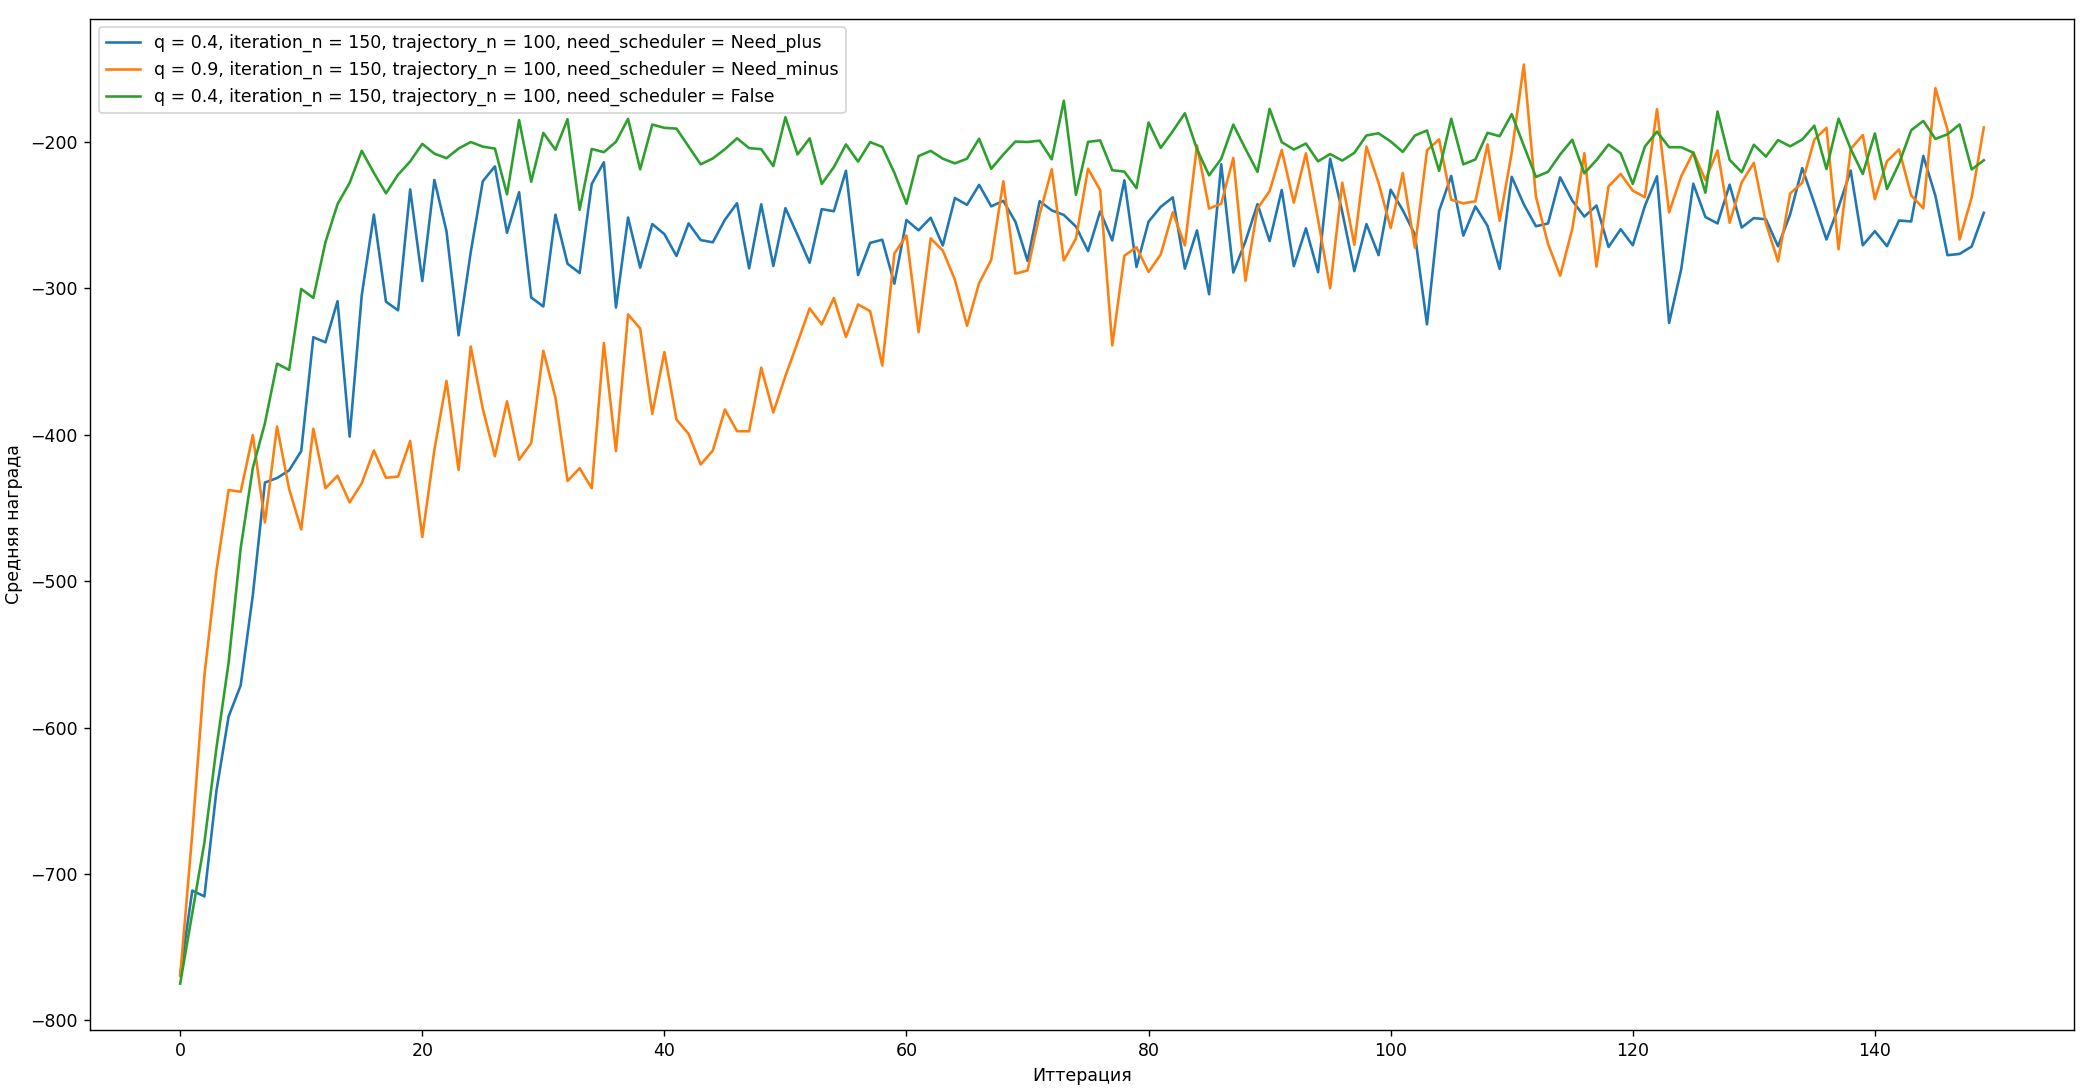 q = 0.4, iteration_n = 150, trajectory_n = 100, need_scheduler = Need_plus
q = 0.9, iteration_n = 150, trajectory_n = 100, need_scheduler = Need_minus
q = 0.4, iteration_n = 150, trajectory_n = 100, need_scheduler = False
−200
−300
−400
−500
−600
−700
−800
Средняя награда
0 20 40 60 80 100 120 140
Иттерация